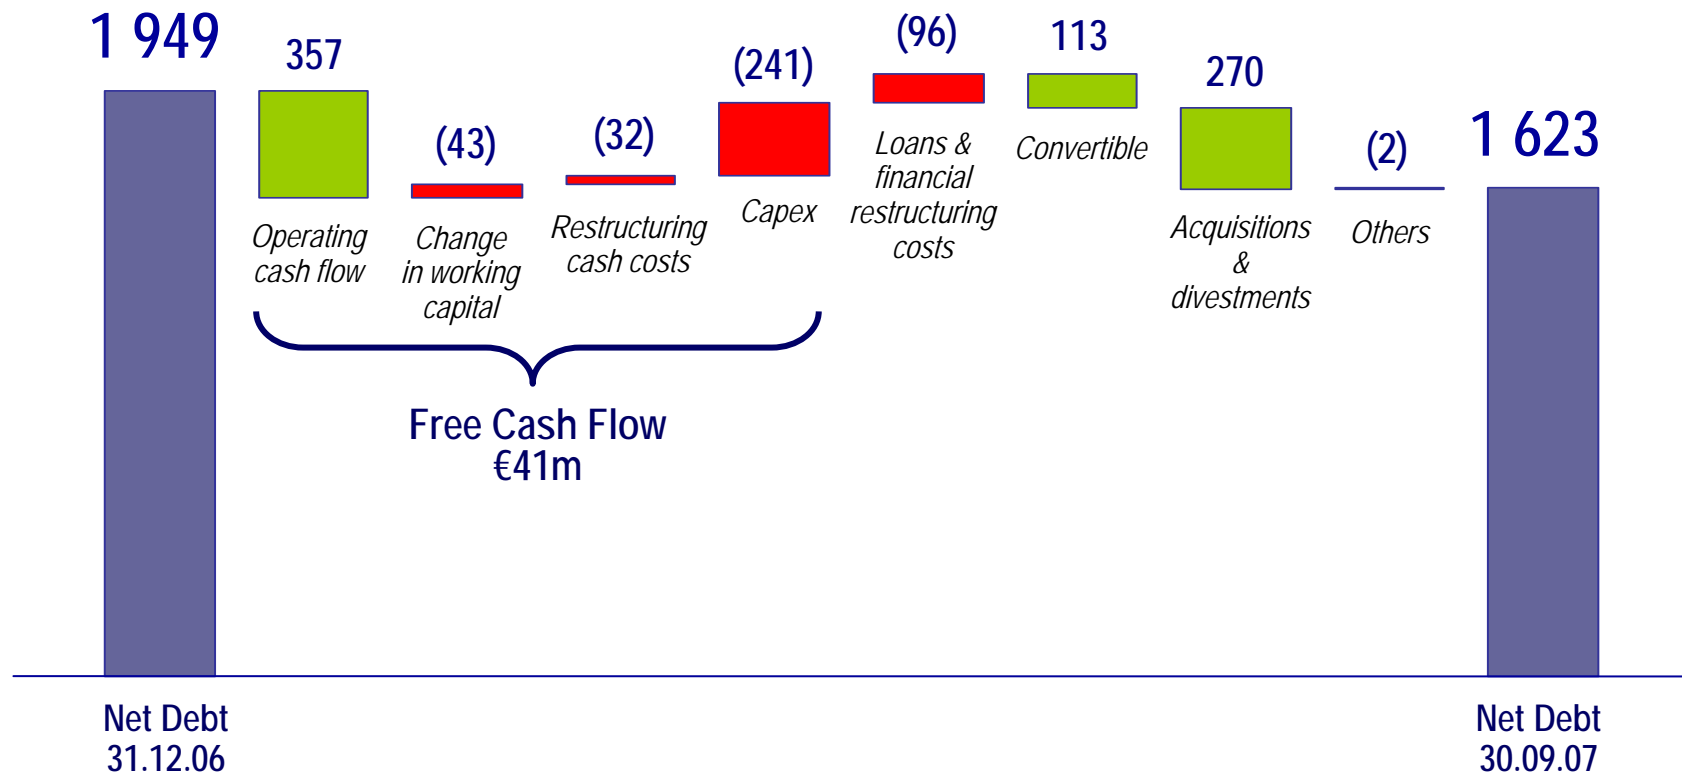 1 949
357
(43)
(32)
(241)
(96)
113
270
(2)
1 623
Operating
cash flow
Change
in working
capital
Restructuring
cash costs
Capex
Loans &
financial
restructuring
costs
Convertible
Acquisitions
&
divestments
Others
Free Cash Flow
€41m
Net Debt
31.12.06
Net Debt
30.09.07